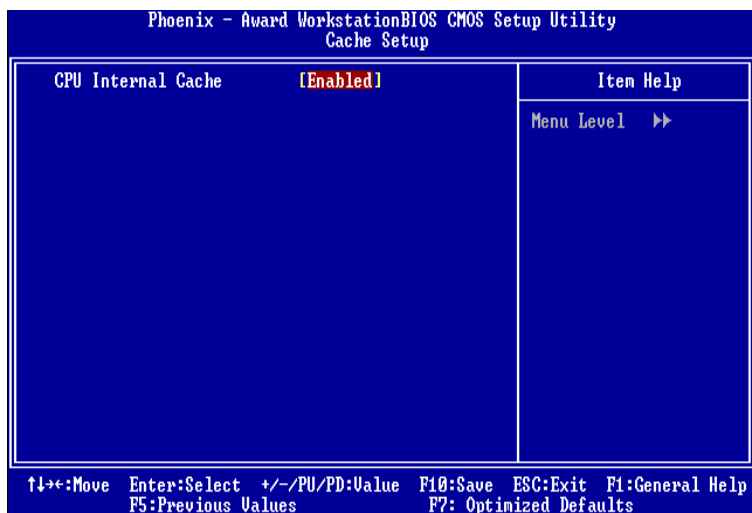 Phoenix - Award WorkstationBIOS CMOS Setup Utility
Cache Setup
CPU Internal Cache [Enabled]
Item Help
Menu Level ▶▶
↑↓→←:Move Enter:Select +/-/PU/PD:Value F10:Save ESC:Exit F1:General Help
F5:Previous Values F7: Optimized Defaults